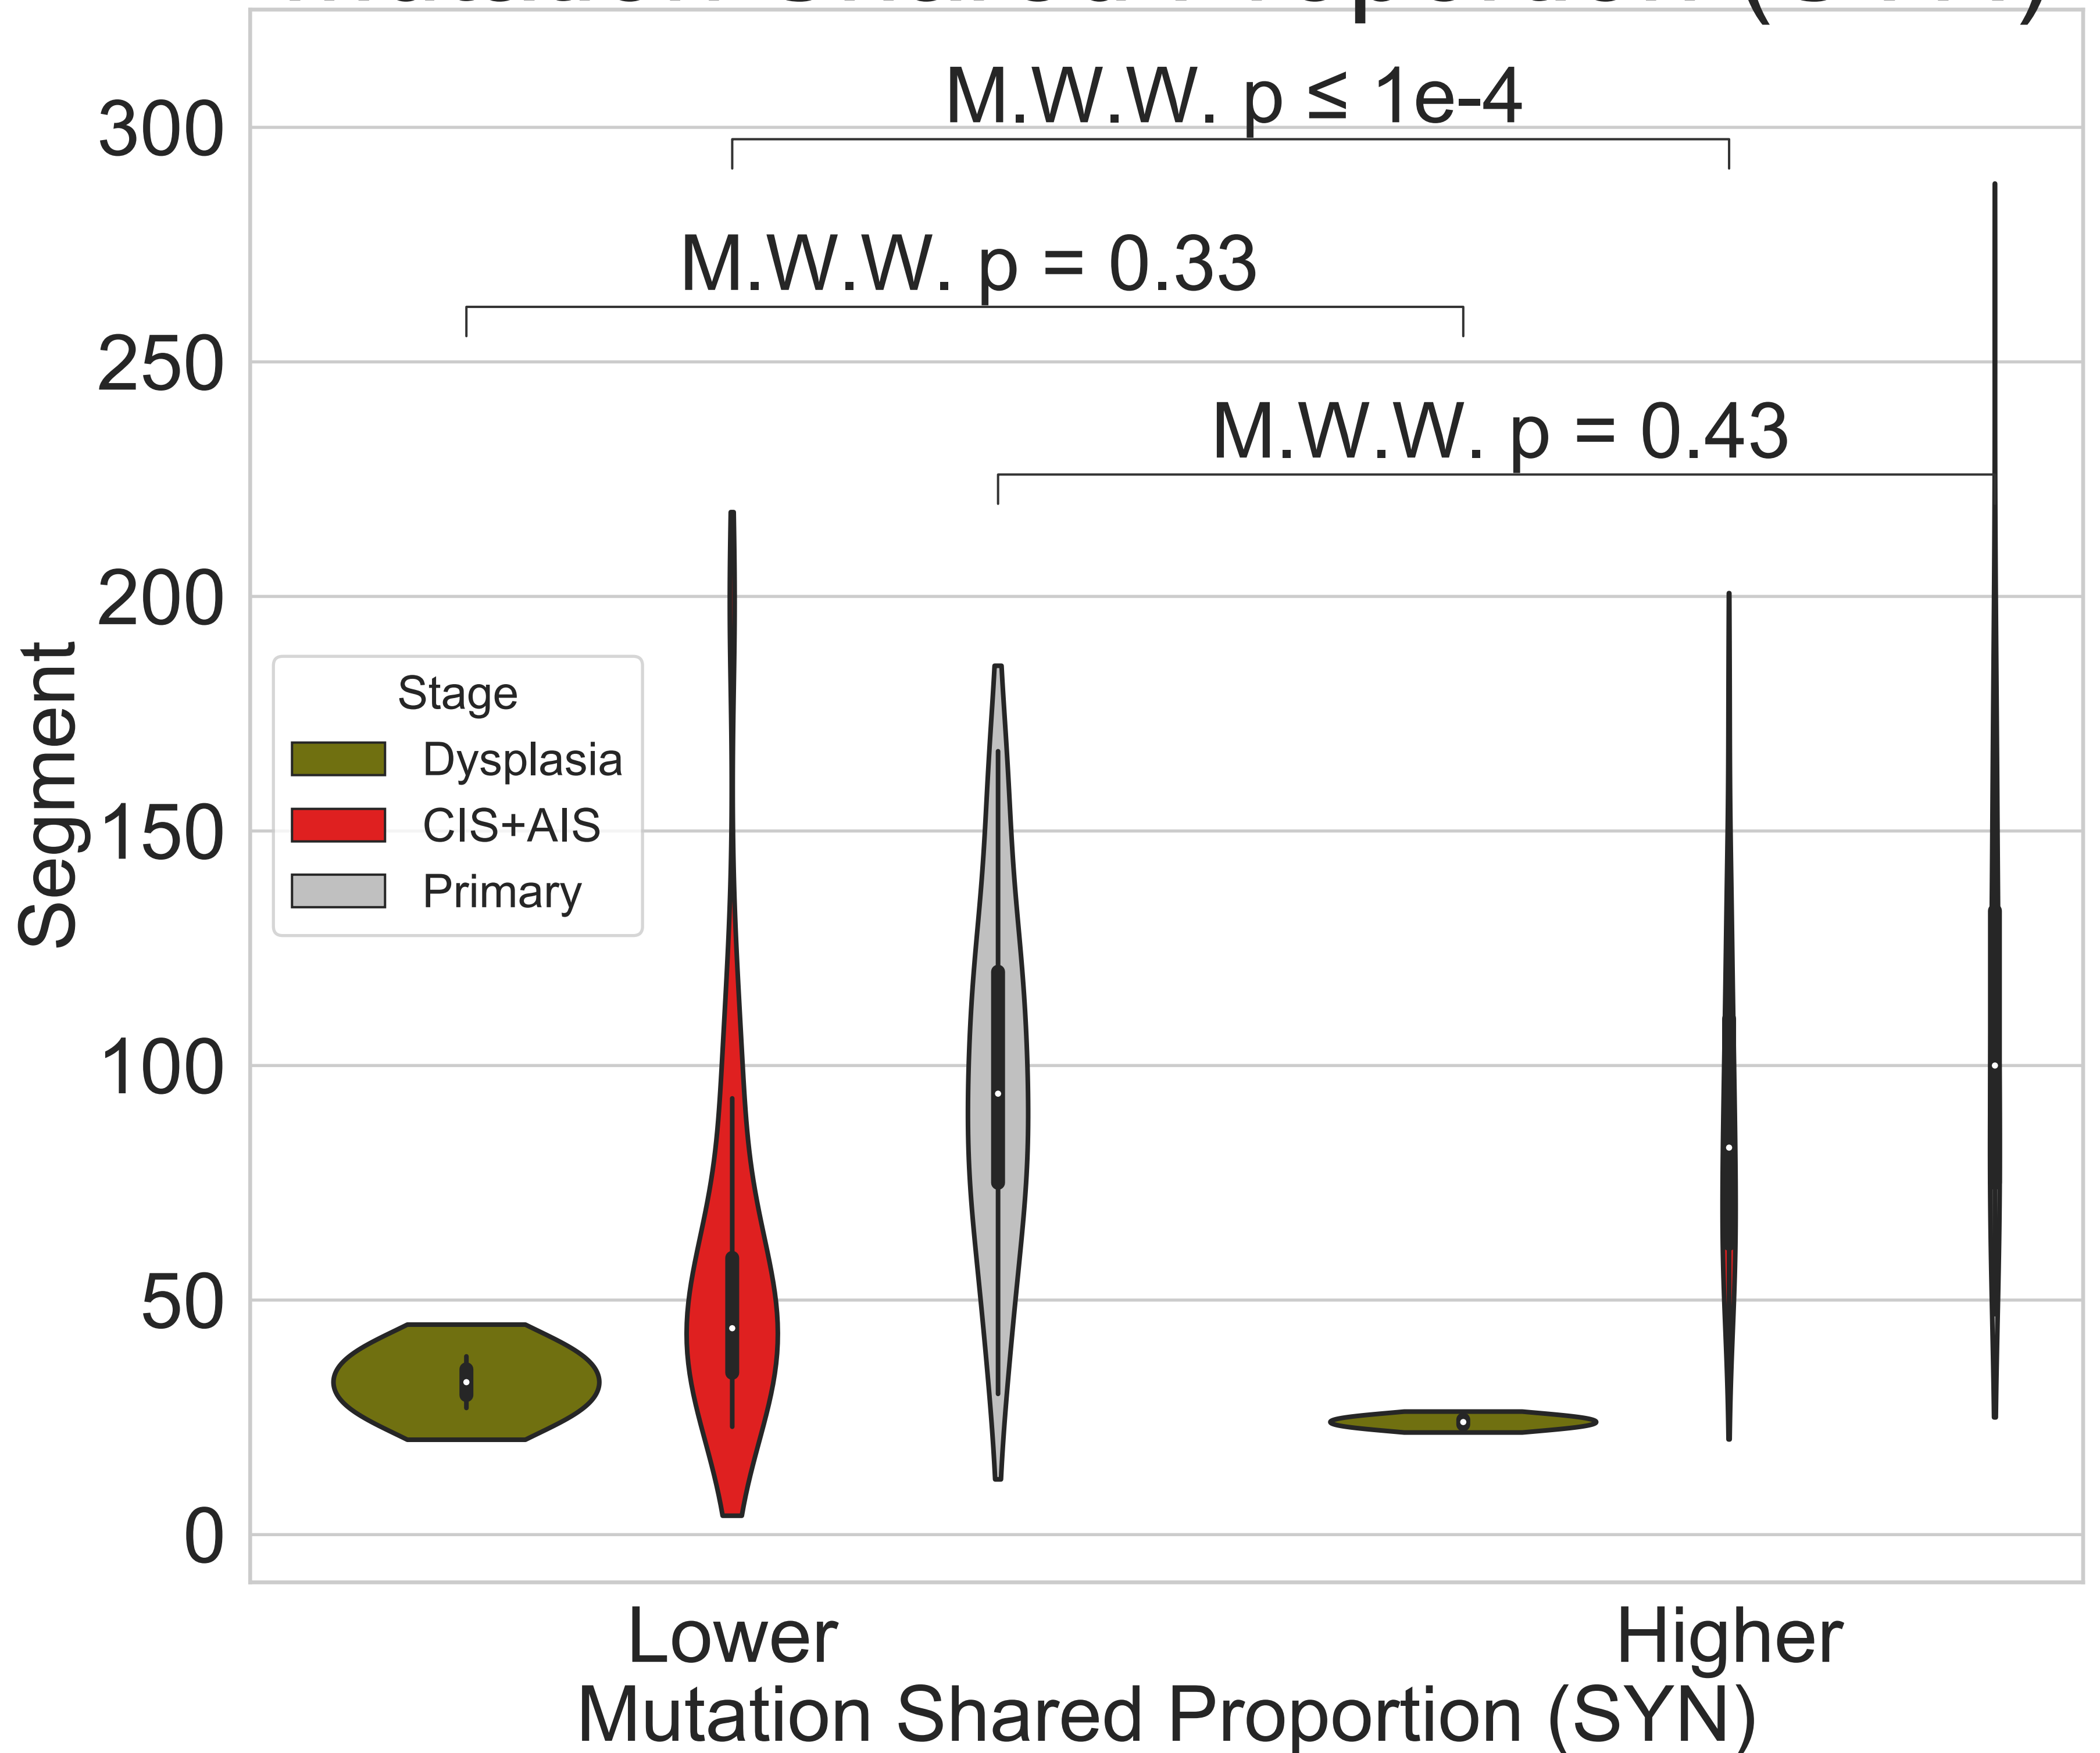 300
250
200
150
100
50
0
Segment
M.W.W. p ≤ 1e-4
M.W.W. p = 0.33
M.W.W. p = 0.43
Stage
Dysplasia
CIS+AIS
Primary
Lower
Higher
Mutation Shared Proportion (SYN)